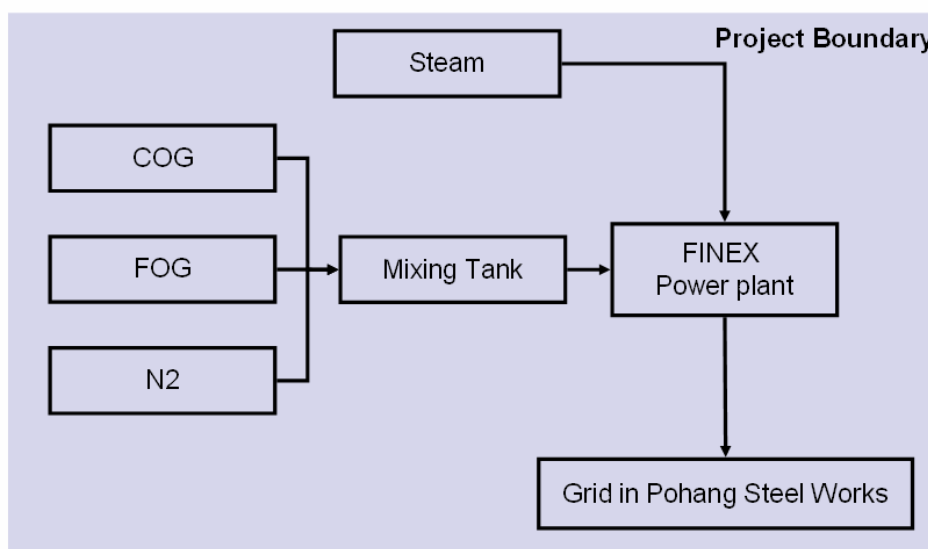 Project Boundary
Steam
COG
FOG
N2
Mixing Tank
FINEX
Power plant
Grid in Pohang Steel Works